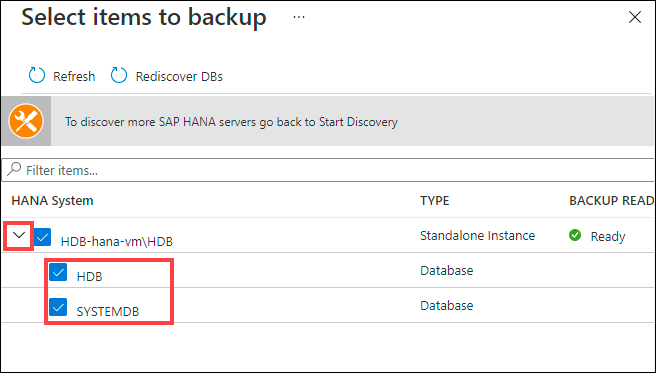 Select items to backup ...
Refresh Rediscover DBs
To discover more SAP HANA servers go back to Start Discovery
Filter items...
HANA System TYPE BACKUP READ
HDB-hana-vm\HDB Standalone Instance Ready
HDB Database
SYSTEMDB Database